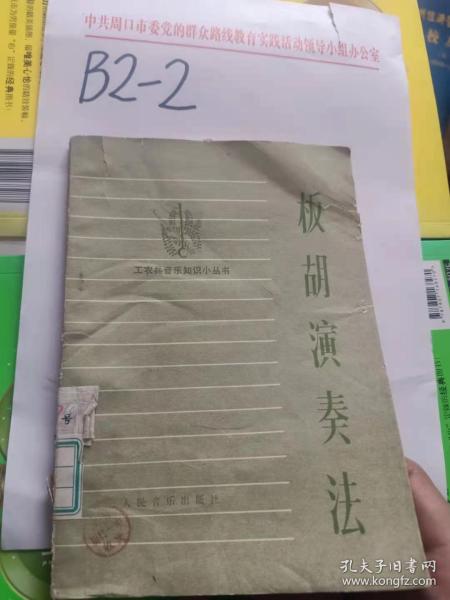 中共周口市委党的群众路线教育实践活动领导小组办公室
B2-2
工农兵音乐知识小丛书
板胡演奏法
人民音乐出版社
孔夫子旧书网
www.kongfz.com